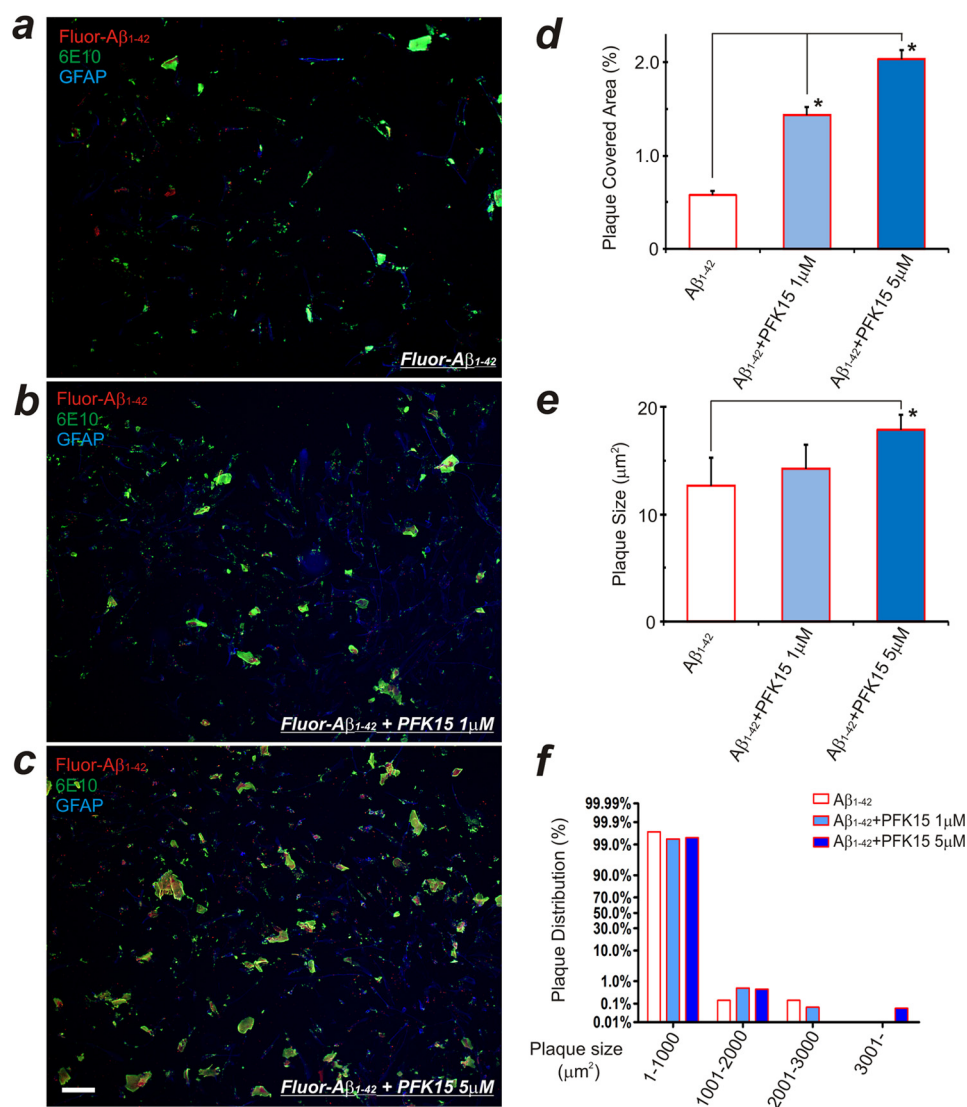 a
Fluor-Aβ1-42
6E10
GFAP
Fluor-Aβ1-42
b
Fluor-Aβ1-42
6E10
GFAP
Fluor-Aβ1-42 + PFK15 1μM
c
Fluor-Aβ1-42
6E10
GFAP
Fluor-Aβ1-42 + PFK15 5μM
d
Plaque Covered Area (%)
2.0
1.0
0
*
*
Aβ1-42
Aβ1-42+PFK15 1μM
Aβ1-42+PFK15 5μM
e
Plaque Size (μm2)
20
10
0
*
Aβ1-42
Aβ1-42+PFK15 1μM
Aβ1-42+PFK15 5μM
f
Plaque Distribution (%)
99.99%
99.9%
99.0%
90.0%
70.0%
50.0%
30.0%
10.0%
1.0%
0.1%
0.01%
Aβ1-42
Aβ1-42+PFK15 1μM
Aβ1-42+PFK15 5μM
Plaque size
(μm2)
1-1000
1001-2000
2001-3000
3001-